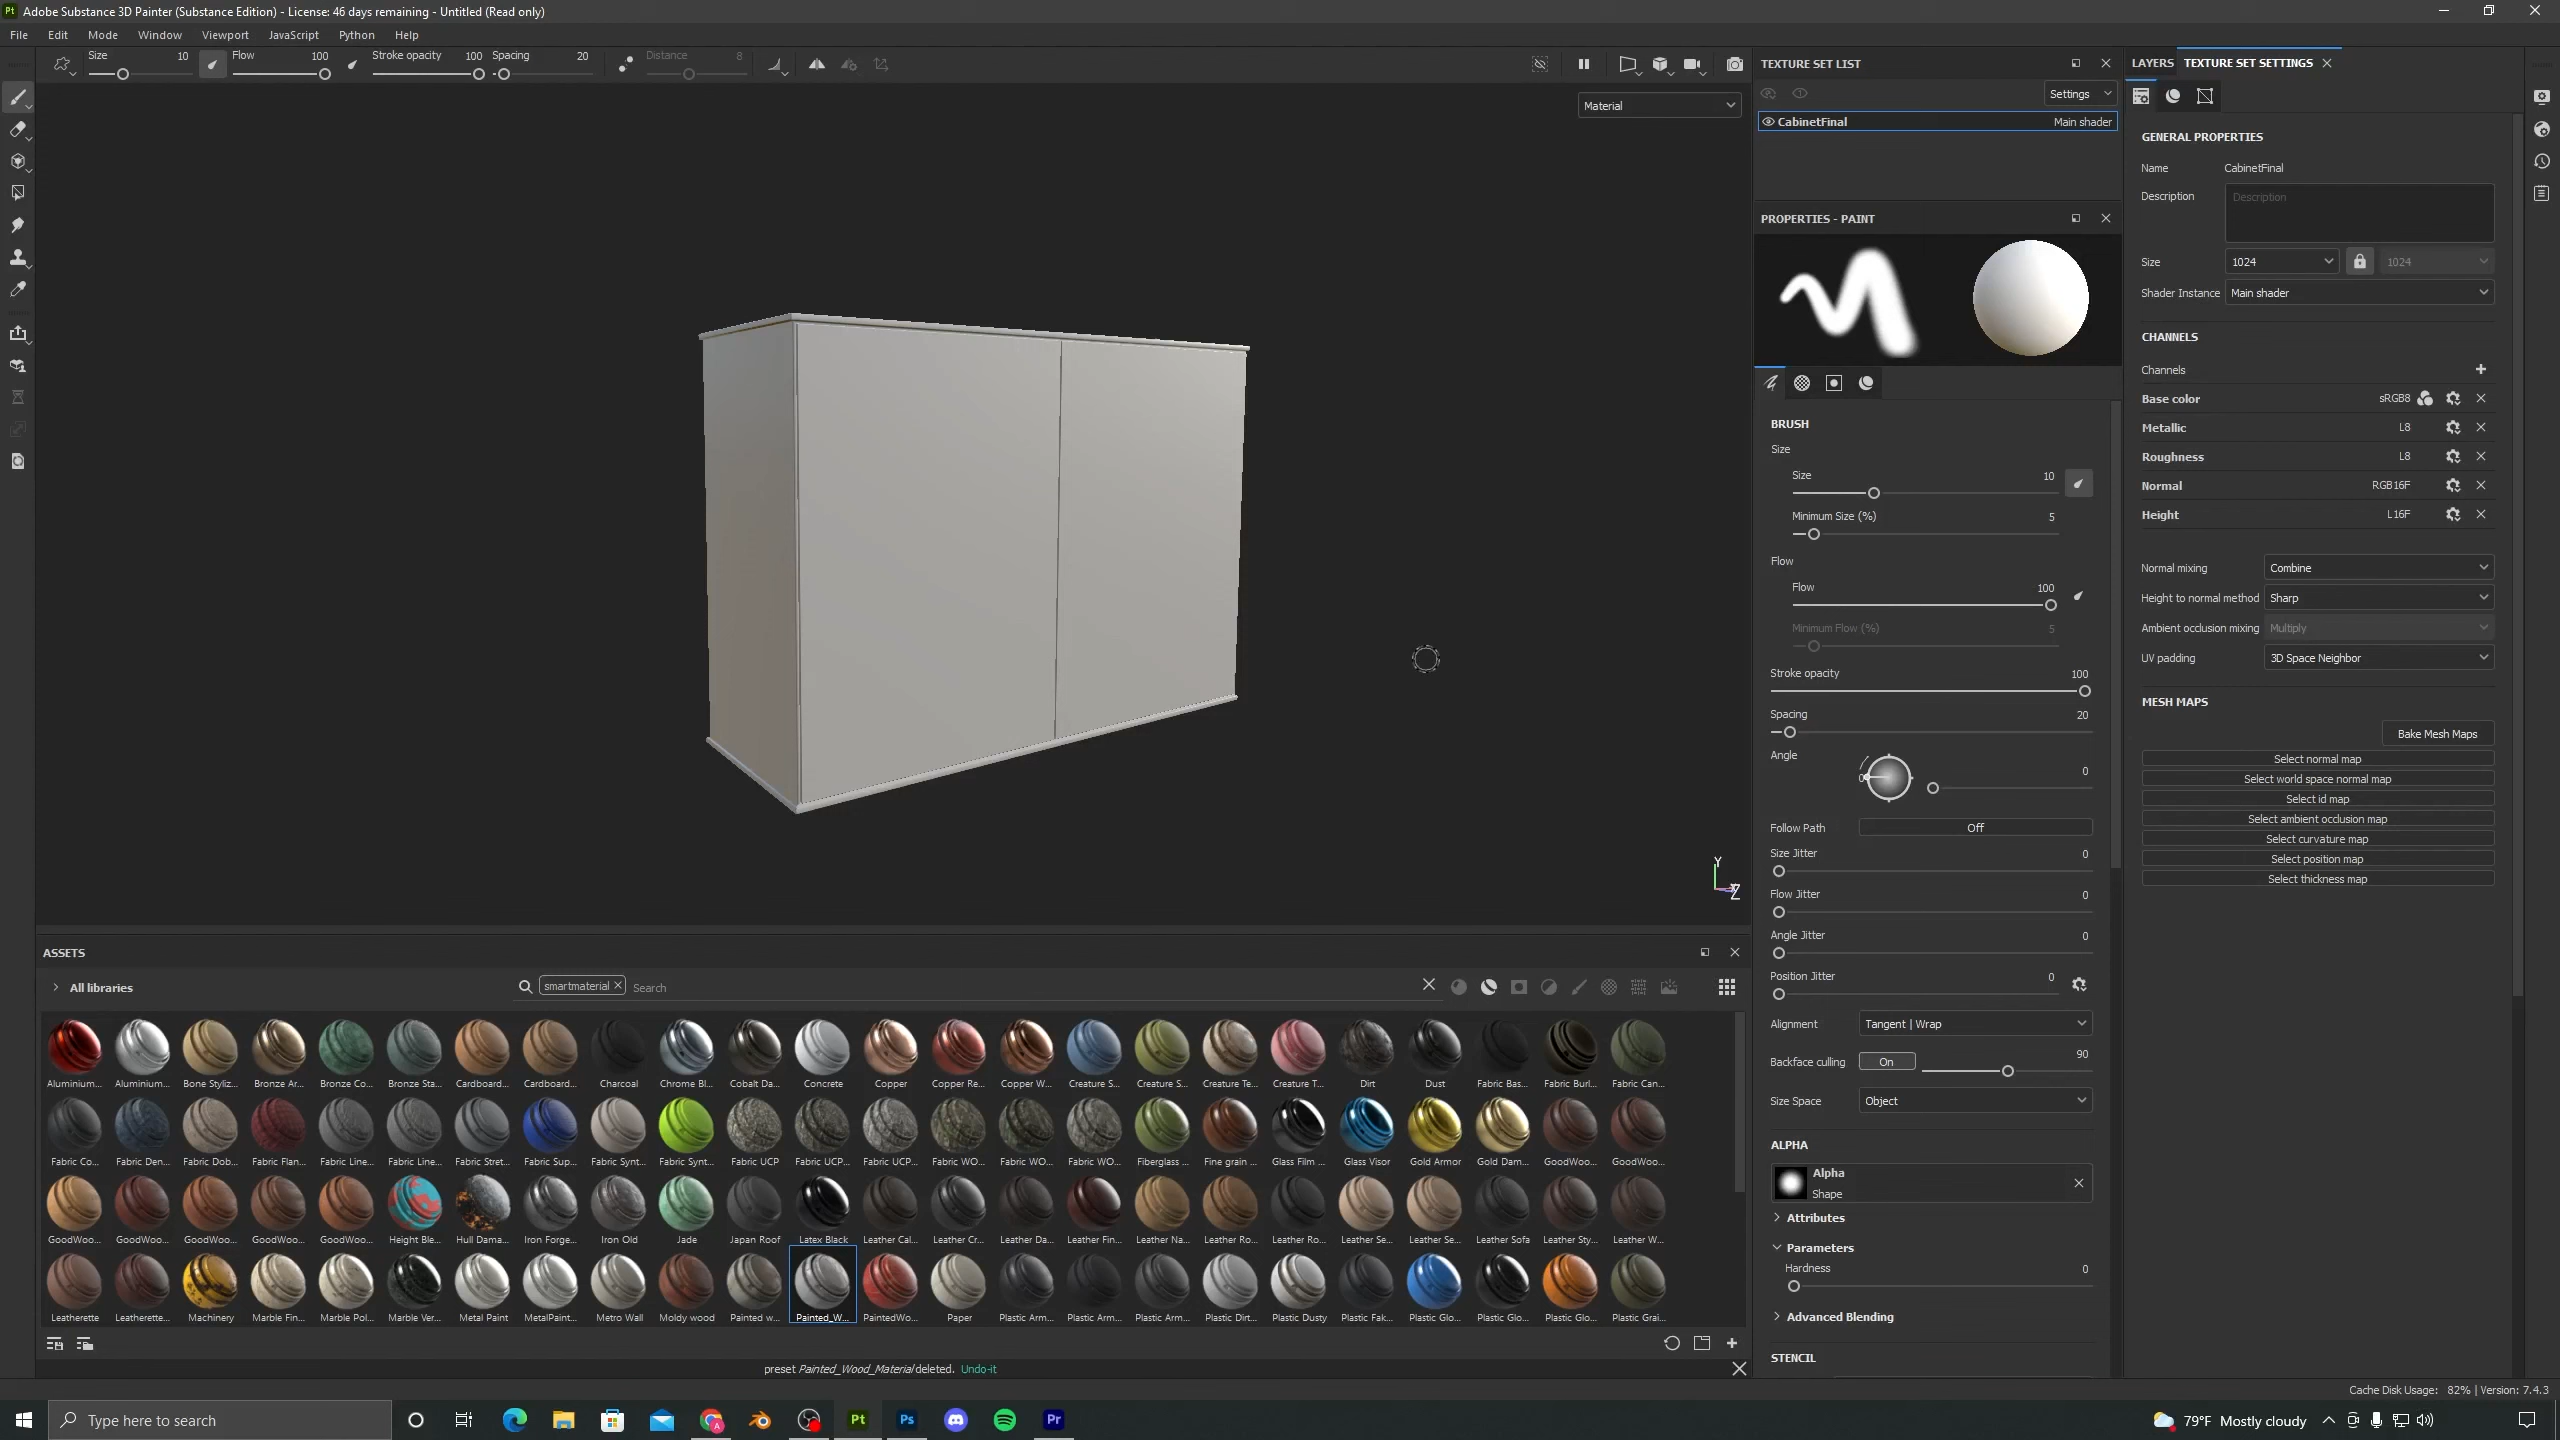 Adobe Substance 3D Painter (Substance Edition) - License: 46 days remaining - Untitled (Read only)
File Edit Mode Window Viewport JavaScript Python Help
Size 10 Flow 100 Stroke opacity 100 Spacing 20 Distance 8
Material
TEXTURE SET LIST
Settings
CabinetFinal Main shader
PROPERTIES - PAINT
BRUSH
Size
Size 10
Minimum Size (%) 5
Flow
Flow 100
Minimum Flow (%) 5
Stroke opacity 100
Spacing 20
Angle 0
Follow Path Off
Size Jitter 0
Flow Jitter 0
Angle Jitter 0
Position Jitter 0
Alignment Tangent | Wrap
Backface culling On 90
Size Space Object
ALPHA
Alpha
Shape
Attributes
Parameters
Hardness 0
Advanced Blending
STENCIL
LAYERS TEXTURE SET SETTINGS
GENERAL PROPERTIES
Name CabinetFinal
Description Description
Size 1024 1024
Shader Instance Main shader
CHANNELS
Channels
Base color sRGB8
Metallic L8
Roughness L8
Normal RGB16F
Height L16F
Normal mixing Combine
Height to normal method Sharp
Ambient occlusion mixing Multiply
UV padding 3D Space Neighbor
MESH MAPS
Bake Mesh Maps
Select normal map
Select world space normal map
Select id map
Select ambient occlusion map
Select curvature map
Select position map
Select thickness map
Y
Z
ASSETS
All libraries smartmaterial Search
Aluminium... Aluminium... Bone Styliz... Bronze Ar... Bronze Co... Bronze Sta... Cardboard... Cardboard... Charcoal Chrome Bl... Cobalt Da... Concrete Copper Copper Re... Copper W... Creature S... Creature S... Creature Te... Creature T... Dirt Dust Fabric Bas... Fabric Burl... Fabric Can...
Fabric Co... Fabric Den... Fabric Dob... Fabric Flan... Fabric Line... Fabric Line... Fabric Stret... Fabric Sup... Fabric Synt... Fabric Synt... Fabric UCP Fabric UCP... Fabric UCP... Fabric WO... Fabric WO... Fabric WO... Fiberglass ... Fine grain ... Glass Film ... Glass Visor Gold Armor Gold Dam... GoodWoo... GoodWoo...
GoodWoo... GoodWoo... GoodWoo... GoodWoo... GoodWoo... Height Ble... Hull Dama... Iron Forge... Iron Old Jade Japan Roof Latex Black Leather Cal... Leather Cr... Leather Da... Leather Fin... Leather Na... Leather Ro... Leather Ro... Leather Se... Leather Se... Leather Sofa Leather Sty... Leather W...
Leatherette Leatherette... Machinery Marble Fin... Marble Pol... Marble Ver... Metal Paint MetalPaint... Metro Wall Moldy wood Painted w... Painted_W... PaintedWo... Paper Plastic Arm... Plastic Arm... Plastic Arm... Plastic Dirt... Plastic Dusty Plastic Fak... Plastic Glo... Plastic Glo... Plastic Glo... Plastic Grai...
preset Painted_Wood_Material deleted. Undo-it
Cache Disk Usage: 82% | Version: 7.4.3
Type here to search
Pt Ps Pr
79°F Mostly cloudy